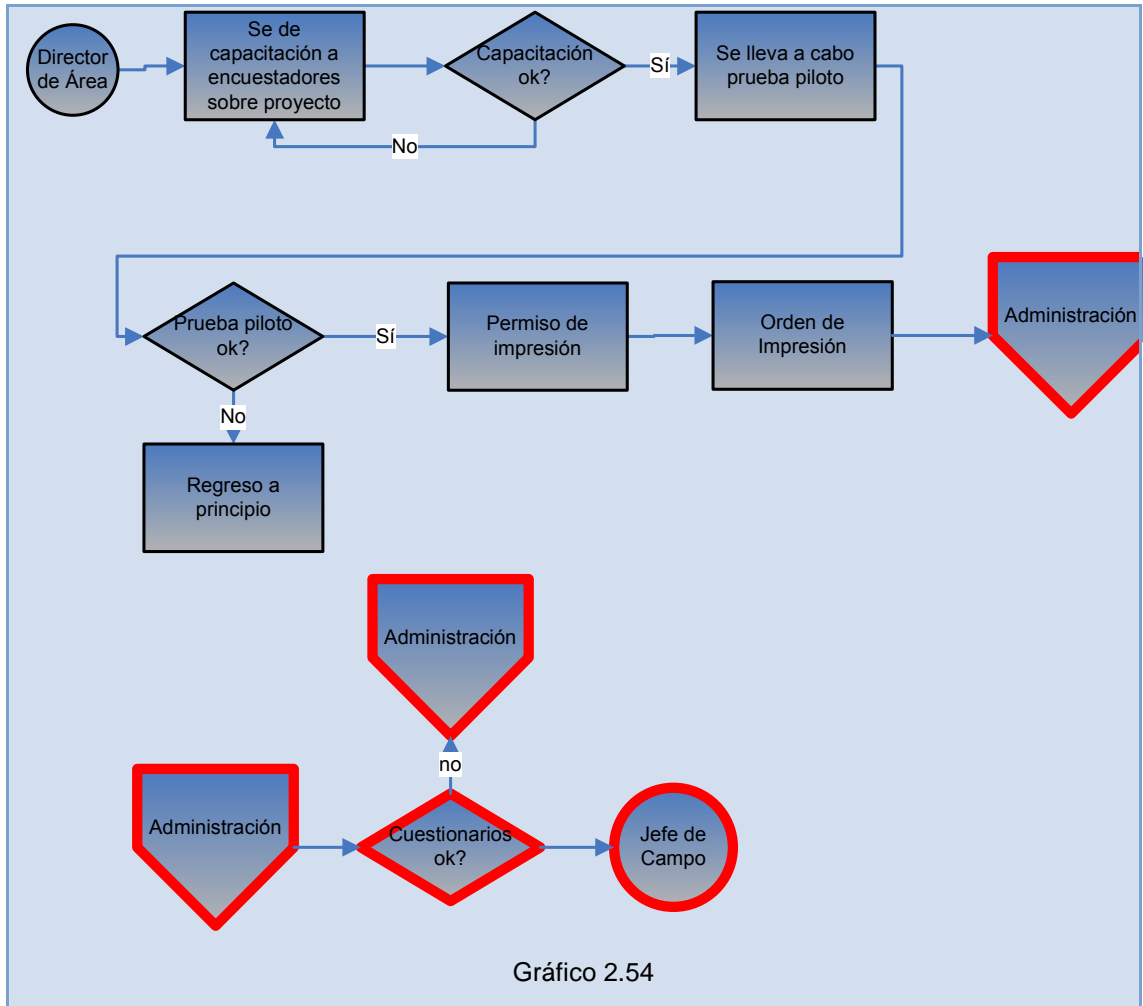 Director
de Área
Se de
capacitación a
encuestadores
sobre proyecto
Capacitación
ok?
Sí
Se lleva a cabo
prueba piloto
No
Prueba piloto
ok?
Sí
Permiso de
impresión
Orden de
Impresión
Administración
No
Regreso a
principio
Administración
no
Administración
Cuestionarios
ok?
Jefe de
Campo
Gráfico 2.54